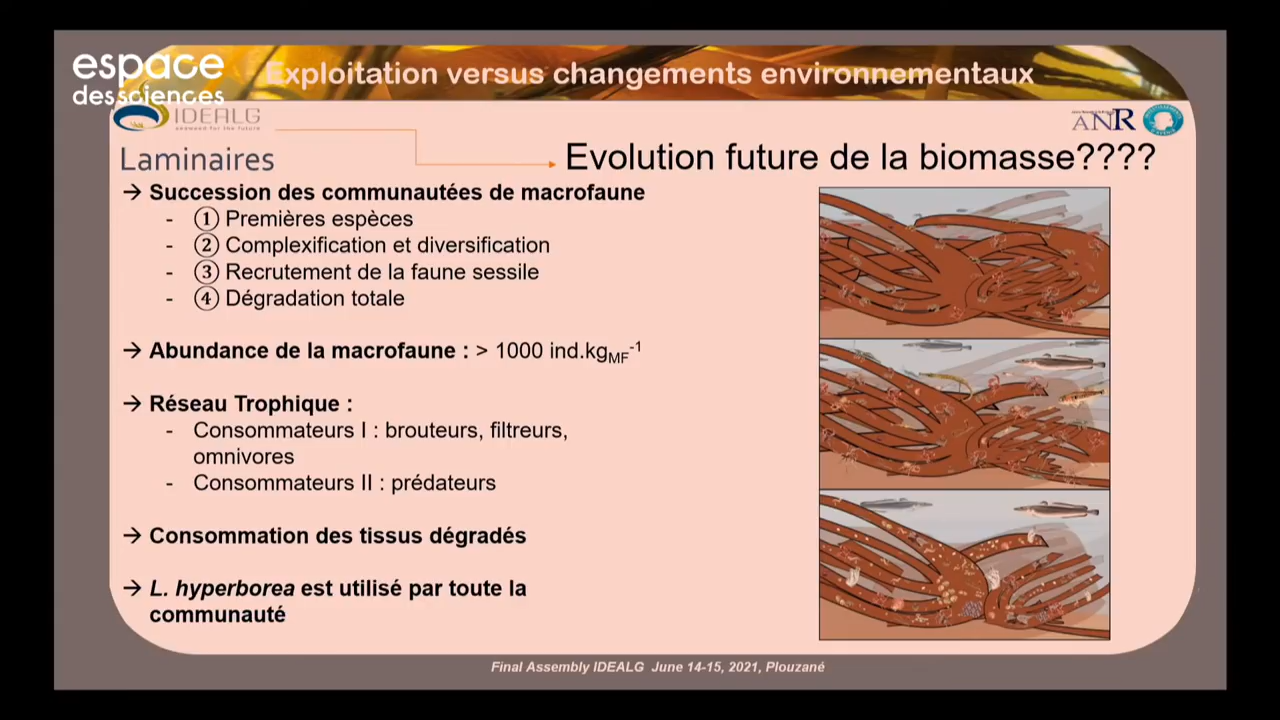 espace
des sciences
Exploitation versus changements environnementaux
IDEALG
seaweed for the future
ANR
Laminaires
Evolution future de la biomasse????
→ Succession des communautées de macrofaune
- ① Premières espèces
- ② Complexification et diversification
- ③ Recrutement de la faune sessile
- ④ Dégradation totale
→ Abundance de la macrofaune : > 1000 ind.kgMF-1
→ Réseau Trophique :
- Consommateurs I : brouteurs, filtreurs,
omnivores
- Consommateurs II : prédateurs
→ Consommation des tissus dégradés
→ L. hyperborea est utilisé par toute la
communauté
Final Assembly IDEALG June 14-15, 2021, Plouzané